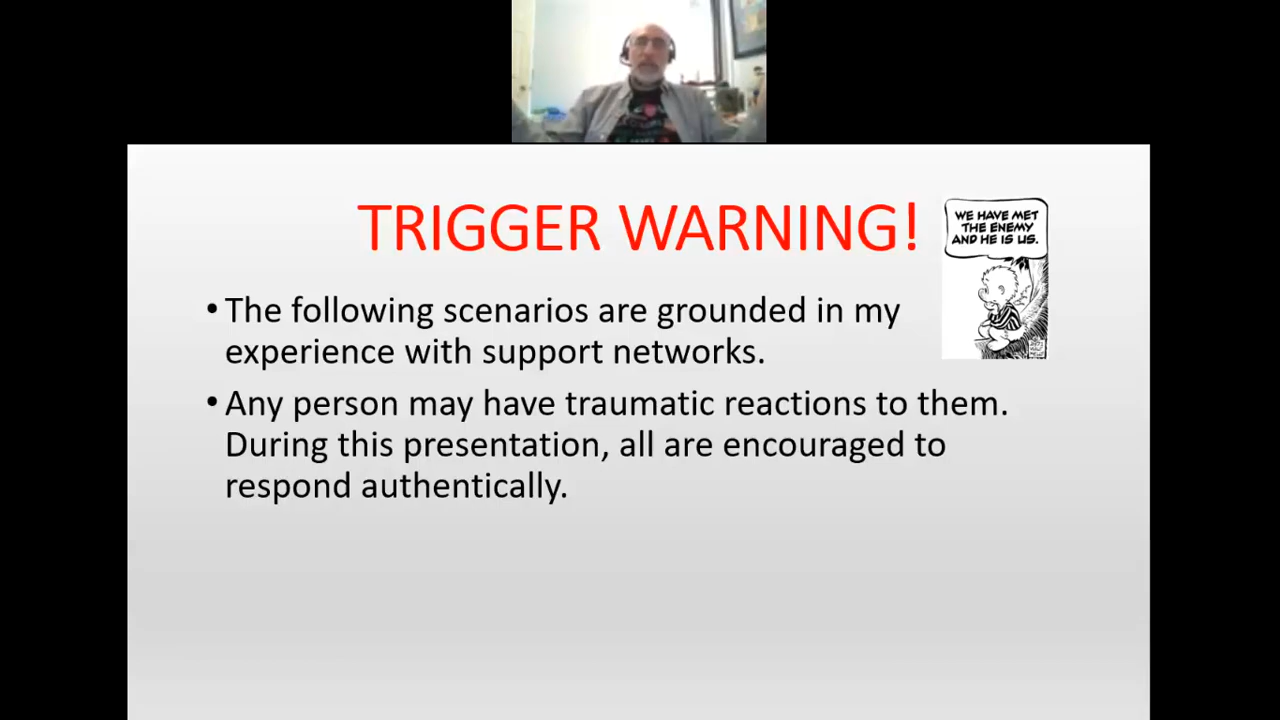 TRIGGER WARNING!
WE HAVE MET
THE ENEMY
AND HE IS US.
• The following scenarios are grounded in my
experience with support networks.
• Any person may have traumatic reactions to them.
During this presentation, all are encouraged to
respond authentically.